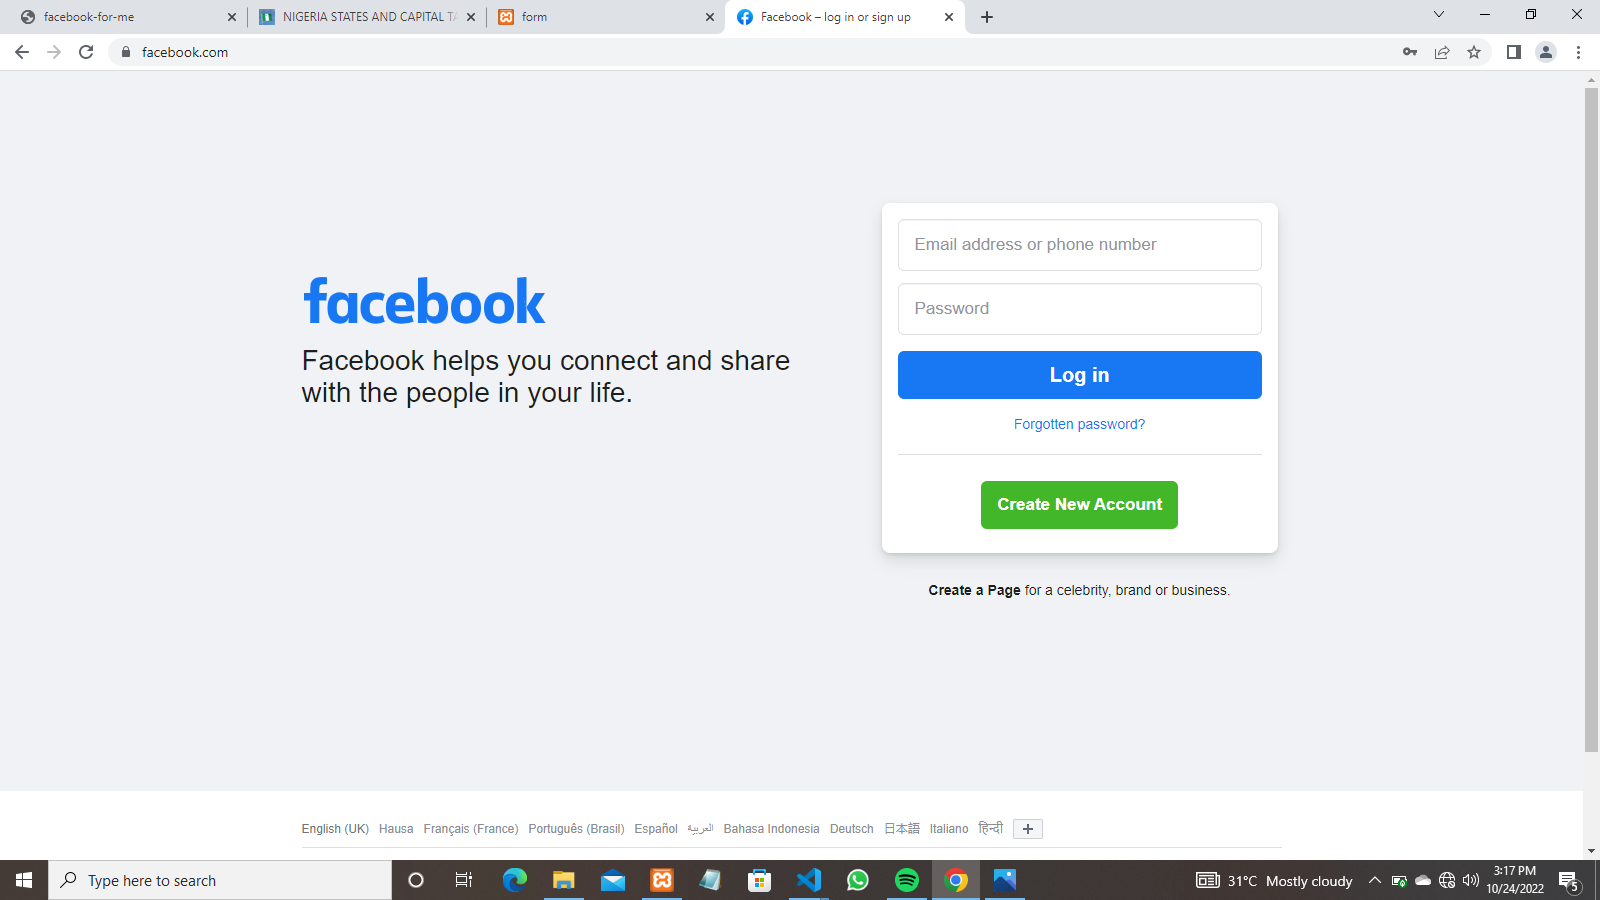 facebook-for-me
NIGERIA STATES AND CAPITAL TA
form
Facebook – log in or sign up
facebook.com
facebook
Facebook helps you connect and share
with the people in your life.
Email address or phone number
Password
Log in
Forgotten password?
Create New Account
Create a Page for a celebrity, brand or business.
English (UK) Hausa Français (France) Português (Brasil) Español العربية Bahasa Indonesia Deutsch 日本語 Italiano हिन्दी
Type here to search
31°C Mostly cloudy
3:17 PM
10/24/2022
5